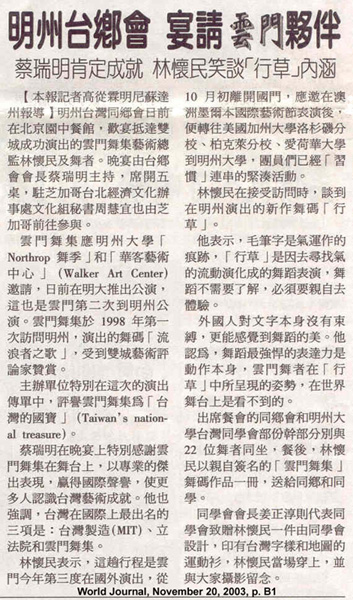 明州台鄉會 宴請雲門夥伴
蔡瑞明肯定成就 林懷民笑談「行草」內涵
【本報記者高從霖明尼蘇達
州報導】明州台灣同鄉會日前
在北京園中餐館，歡宴抵達雙
城成功演出的雲門舞集藝術總
監林懷民及舞者。晚宴由台鄉
會會長蔡瑞明主持，席開五
桌，駐芝加哥台北經濟文化辦
事處文化組秘書周慧宜也由芝
加哥前往參與。
雲門舞集應明州大學「
Northrop 舞季」和「華客藝術
中心」(Walker Art Center)
邀請，日前在明大推出公演，
這也是雲門第二次到明州公
演。雲門舞集於 1998 年第一
次訪問明州，演出的舞碼「流
浪者之歌」，受到雙城藝術評
論家贊賞。
主辦單位特別在這次的演出
傳單中，評譽雲門舞集爲「台
灣的國寶」(Taiwan's nation-
al treasure)。
蔡瑞明在晚宴上特別感謝雲
門舞集在舞台上，以專業的傑
出表現，贏得國際聲譽，使更
多人認識台灣藝術成就。他也
強調，台灣在國際上最出名的
三項是：台灣製造(MIT)、立
法院和雲門舞集。
林懷民表示，這趟行程是雲
門今年第三度在國外演出，從
10 月初離開國門，應邀在澳
洲墨爾本國際藝術節表演後，
便轉往美國加州大學洛杉磯分
校、柏克萊分校、愛荷華大學
到明州大學，團員們已經「習
慣」連串的緊湊活動。
林懷民在接受訪問時，談到
在明州演出的新作舞碼「行
草」。
他表示，毛筆字是氣運作的
痕跡，「行草」是因去尋找氣
的流動演化成的舞蹈表演，舞
蹈不需要了解，必須要親自去
體驗。
外國人對文字本身沒有束
縛，更能感覺到舞蹈的美。他
認爲，舞蹈最強悍的表達力是
動作本身，雲門舞者在「行
草」中所呈現的姿勢，在世界
舞台上是看不到的。
出席餐會的同鄉會和明州大
學台灣同學會部份幹部分別與
22 位舞者同坐，餐後，林懷
民以親自簽名的「雲門舞集」
舞碼作品一冊，送給同鄉和同
學。
同學會會長姜正淳則代表同
學會致贈林懷民一件由同學會
設計，印有台灣字樣和地圖的
運動衫，林懷民當場穿上，並
與大家攝影留念。
World Journal, November 20, 2003, p. B1